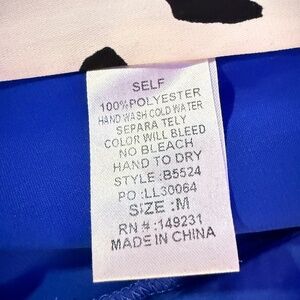 SELF
100%POLYESTER
HAND WASH COLD WATER
SEPARA TELY
COLOR WILL BLEED
NO BLEACH
HAND TO DRY
STYLE :B5524
PO :LL30064
SIZE :M
RN # :149231
MADE IN CHINA